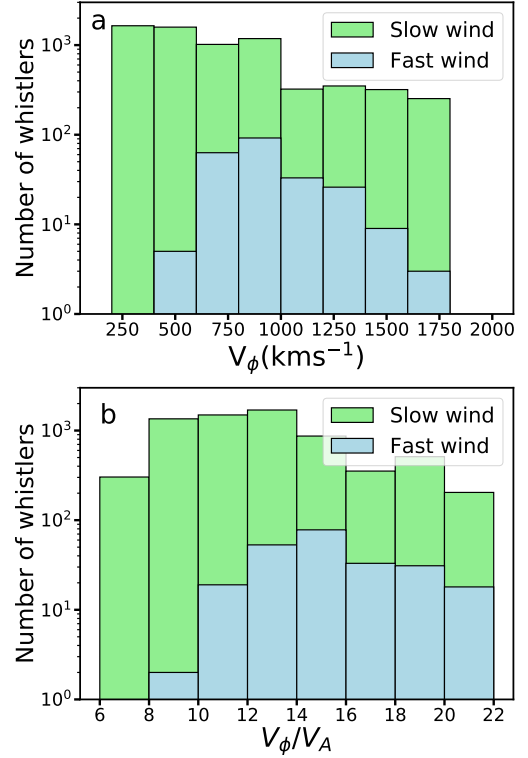 a
Slow wind
Fast wind
Number of whistlers
10³
10²
10¹
10⁰
250 500 750 1000 1250 1500 1750 2000
V_ϕ(kms⁻¹)
b
Slow wind
Fast wind
Number of whistlers
10³
10²
10¹
10⁰
6 8 10 12 14 16 18 20 22
V_ϕ/V_A